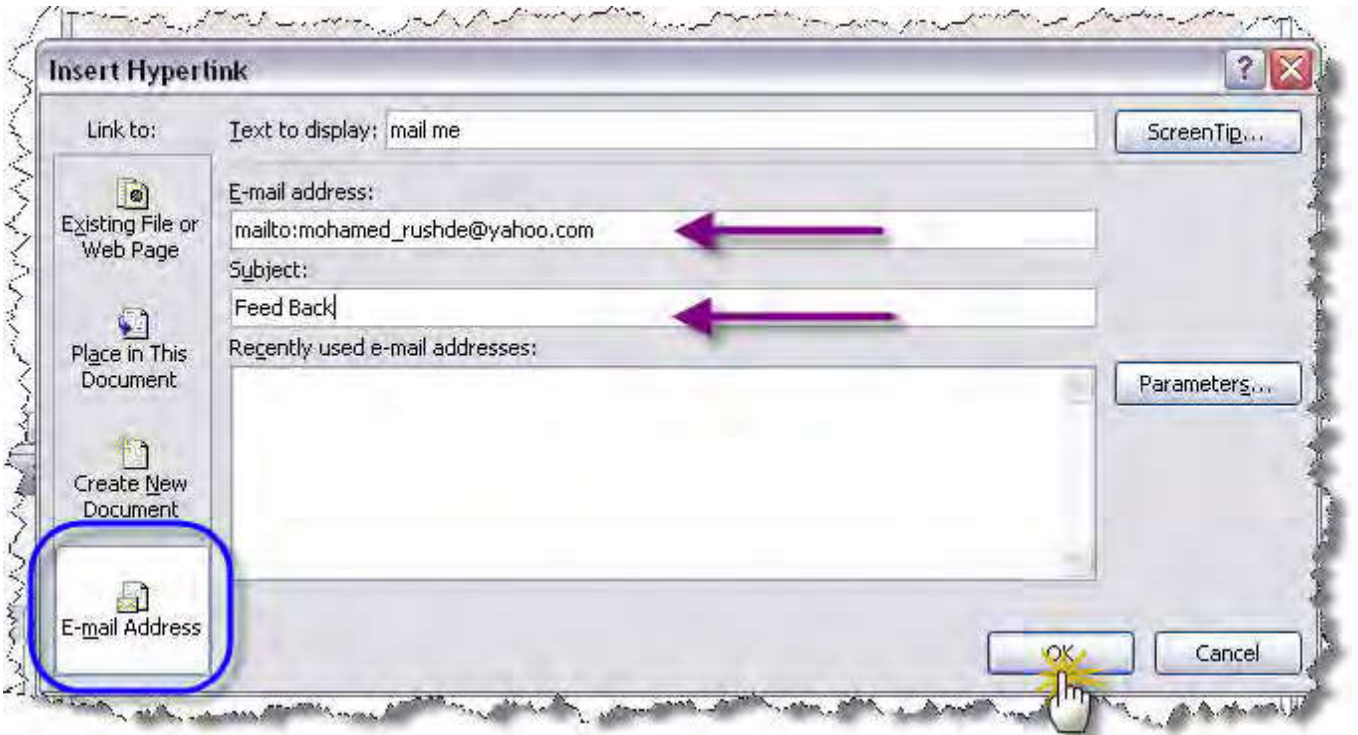 Insert Hyperlink
?
Link to:
Text to display: mail me
ScreenTip...
Existing File or
Web Page
E-mail address:
mailto:mohamed_rushde@yahoo.com
Subject:
Feed Back
Place in This
Document
Recently used e-mail addresses:
Parameters...
Create New
Document
E-mail Address
OK
Cancel